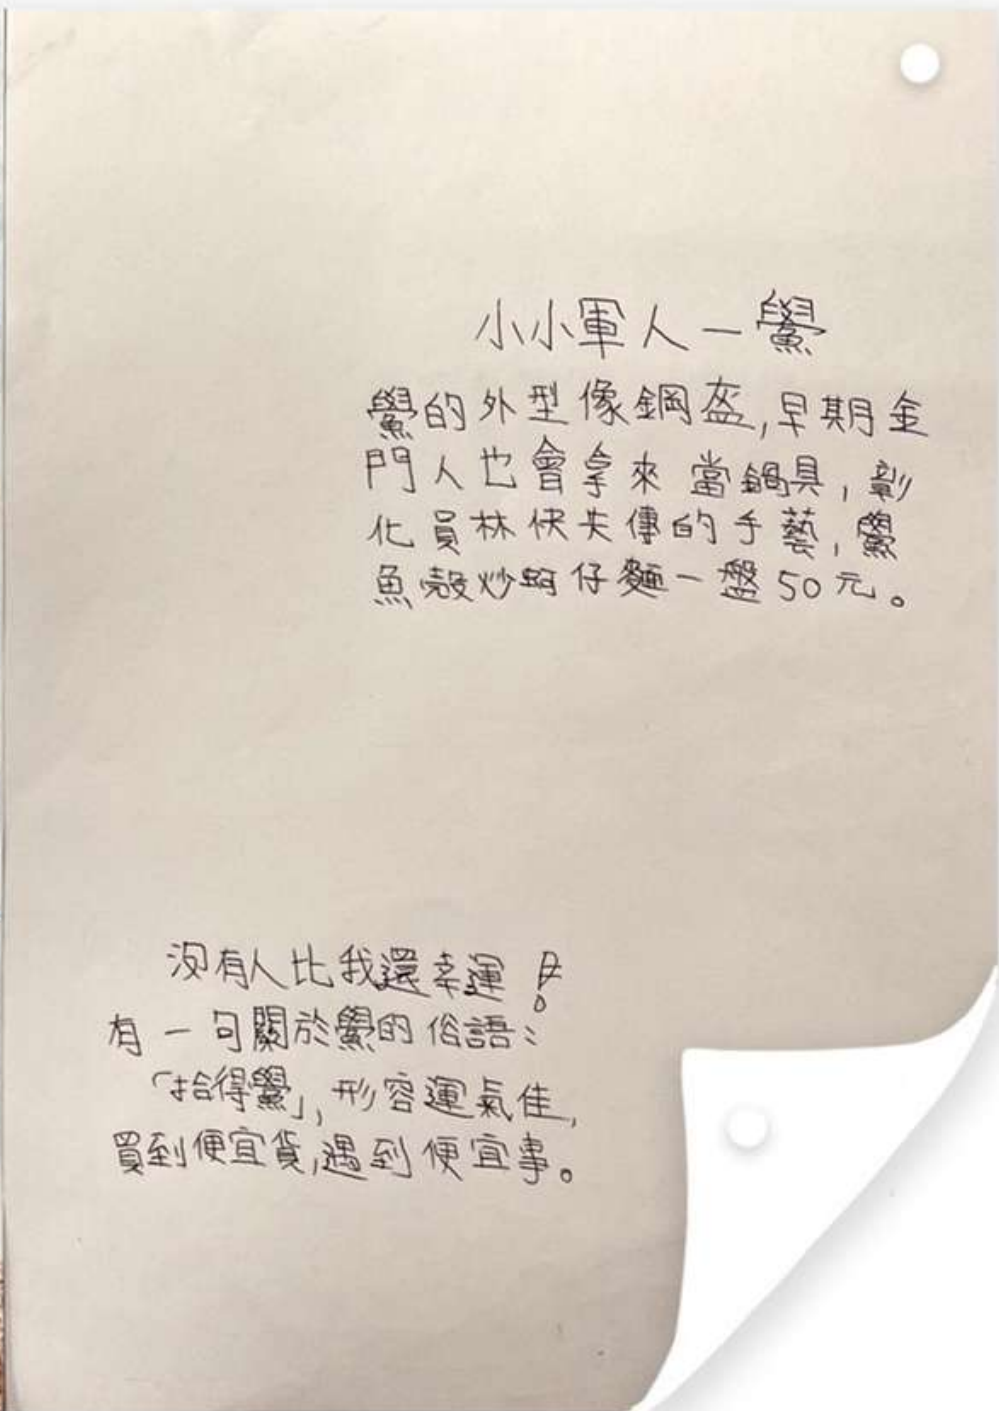 小小軍人—鱟
鱟的外型像鋼盔,早期金
門人也會拿來當鍋具,彰
化員林快失傳的手藝,鱟
魚殼炒蚵仔麵一盤50元。
沒有人比我還幸運!
有一句關於鱟的俗語:
「拾得鱟」,形容運氣佳,
買到便宜貨,遇到便宜事。